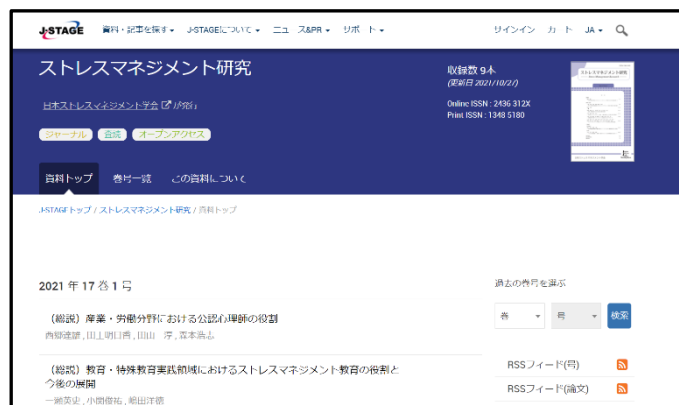 J-STAGE 資料・記事を探す J-STAGEについて ニュース&PR サポート サインイン カート JA
ストレスマネジメント研究
収録数 9本
(更新日 2021/10/27)
日本ストレスマネジメント学会 が発行
Online ISSN : 2436 312X
Print ISSN : 1348 5180
ジャーナル 査読 オープンアクセス
資料トップ 巻号一覧 この資料について
J-STAGEトップ / ストレスマネジメント研究 / 資料トップ
過去の巻号を選ぶ
2021 年 17 巻 1 号
巻 号 検索
（総説）産業・労働分野における公認心理師の役割
RSSフィード(号)
（総説）教育・特殊教育実践領域におけるストレスマネジメント教育の役割と
今後の展開
RSSフィード(論文)
小関俊祐, 嶋田洋徳